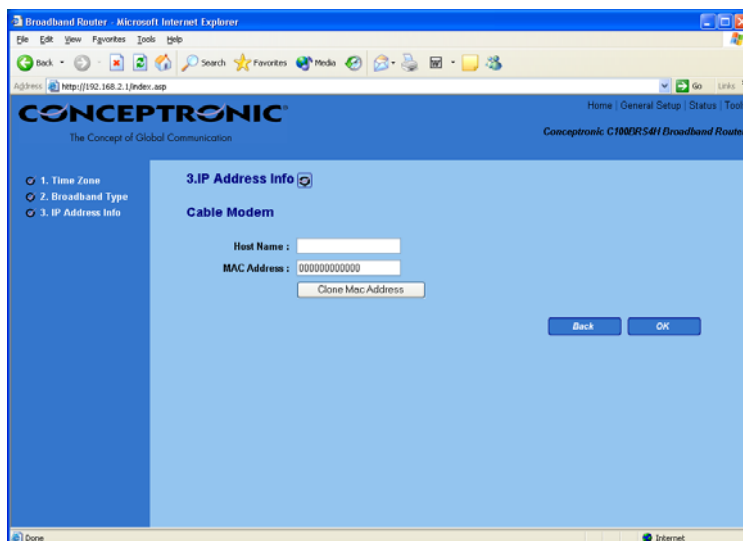 Broadband Router - Microsoft Internet Explorer
File Edit View Favorites Tools Help
Back Search Favorites Media
Address http://192.168.2.1/index.asp Go Links
CONCEPTRONIC
The Concept of Global Communication
Home | General Setup | Status | Tool
Conceptronic C100BRS4H Broadband Router
1. Time Zone
2. Broadband Type
3. IP Address Info
3.IP Address Info
Cable Modem
Host Name :
MAC Address : 000000000000
Clone Mac Address
Back OK
Done Internet